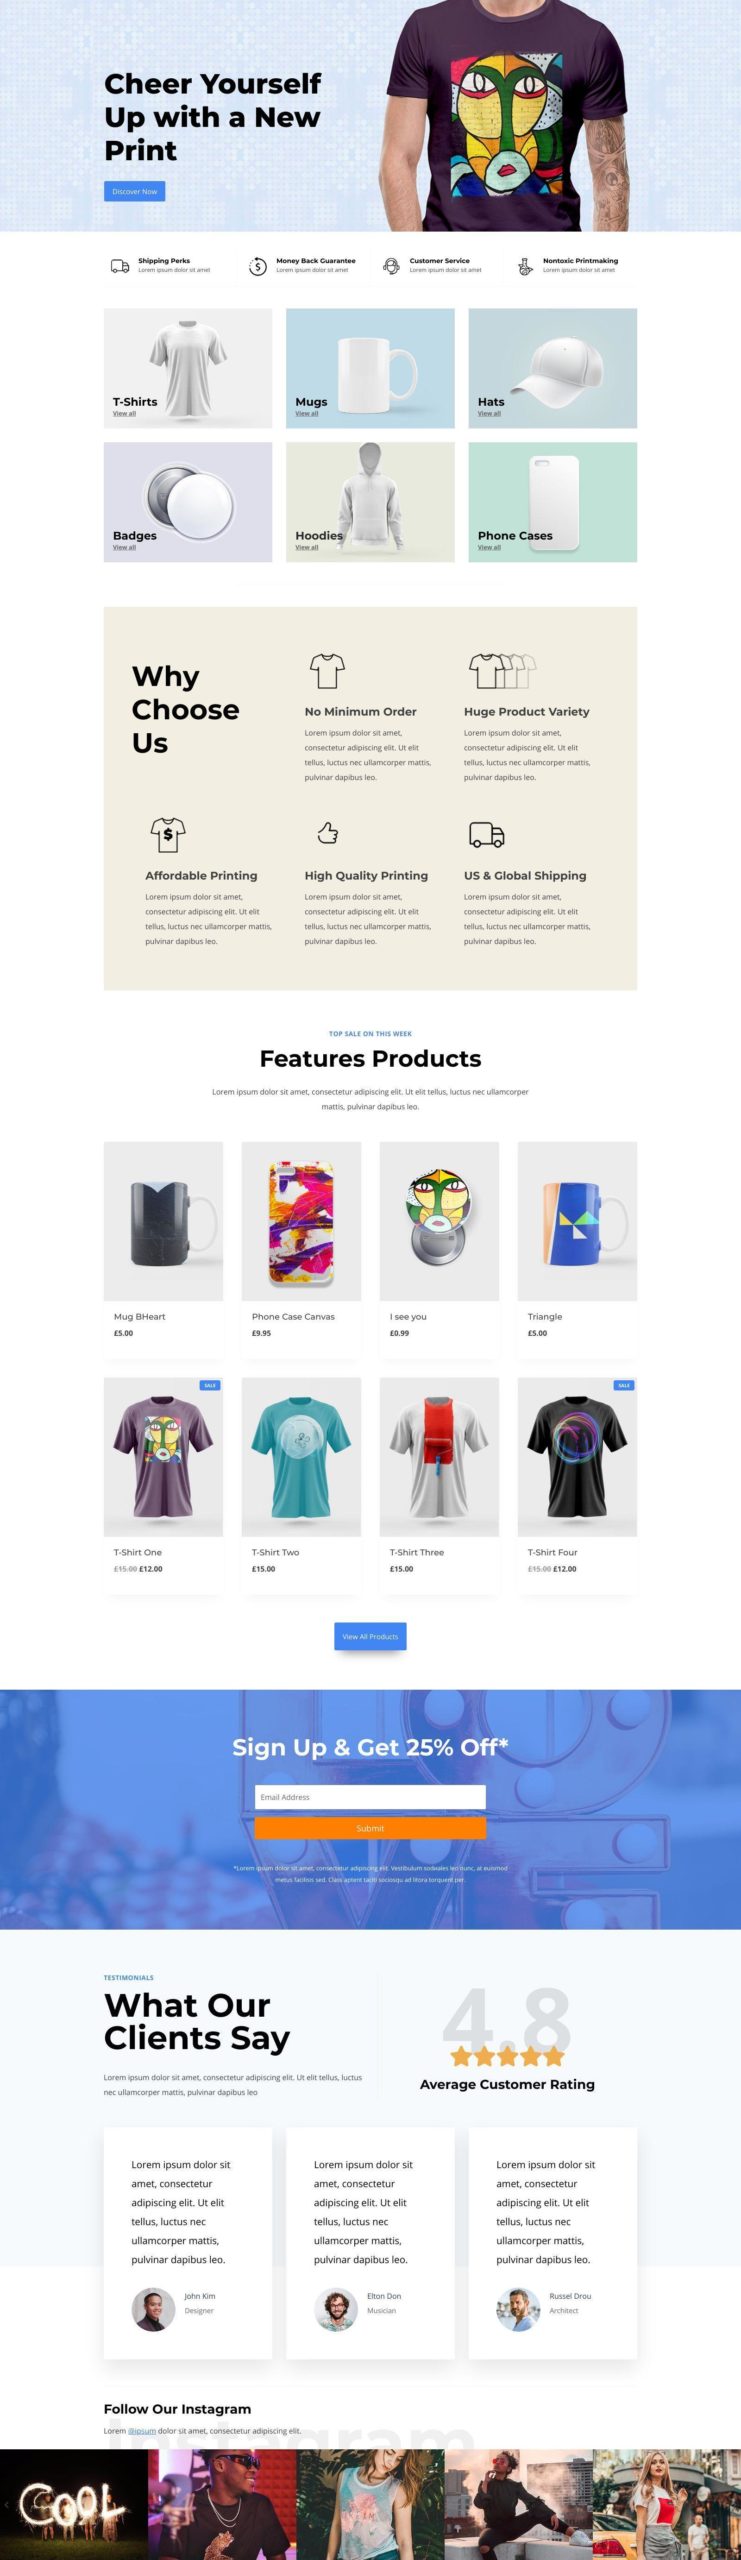 Cheer Yourself
Up with a New
Print
Discover Now
Shipping Perks
Lorem ipsum dolor sit amet
Money Back Guarantee
Lorem ipsum dolor sit amet
Customer Service
Lorem ipsum dolor sit amet
Nontoxic Printmaking
Lorem ipsum dolor sit amet
T-Shirts
View all
Mugs
View all
Hats
View all
Badges
View all
Hoodies
View all
Phone Cases
View all
Why
Choose
Us
No Minimum Order
Lorem ipsum dolor sit amet,
consectetur adipiscing elit. Ut elit
tellus, luctus nec ullamcorper mattis,
pulvinar dapibus leo.
Huge Product Variety
Lorem ipsum dolor sit amet,
consectetur adipiscing elit. Ut elit
tellus, luctus nec ullamcorper mattis,
pulvinar dapibus leo.
Affordable Printing
Lorem ipsum dolor sit amet,
consectetur adipiscing elit. Ut elit
tellus, luctus nec ullamcorper mattis,
pulvinar dapibus leo.
High Quality Printing
Lorem ipsum dolor sit amet,
consectetur adipiscing elit. Ut elit
tellus, luctus nec ullamcorper mattis,
pulvinar dapibus leo.
US & Global Shipping
Lorem ipsum dolor sit amet,
consectetur adipiscing elit. Ut elit
tellus, luctus nec ullamcorper mattis,
pulvinar dapibus leo.
TOP SALE ON THIS WEEK
Features Products
Lorem ipsum dolor sit amet, consectetur adipiscing elit. Ut elit tellus, luctus nec ullamcorper
mattis, pulvinar dapibus leo.
Mug BHeart
£5.00
Phone Case Canvas
£9.95
I see you
£0.99
Triangle
£5.00
SALE
T-Shirt One
£15.00 £12.00
T-Shirt Two
£15.00
T-Shirt Three
£15.00
SALE
T-Shirt Four
£15.00 £12.00
View All Products
Sign Up & Get 25% Off*
Email Address
Submit
*Lorem ipsum dolor sit amet, consectetur adipiscing elit. Vestibulum sodales leo nunc, at euismod
metus facilisis sed. Class aptent taciti sociosqu ad litora torquent per.
TESTIMONIALS
What Our
Clients Say
Lorem ipsum dolor sit amet, consectetur adipiscing elit. Ut elit tellus, luctus
nec ullamcorper mattis, pulvinar dapibus leo
4.8
Average Customer Rating
Lorem ipsum dolor sit
amet, consectetur
adipiscing elit. Ut elit
tellus, luctus nec
ullamcorper mattis,
pulvinar dapibus leo.
John Kim
Designer
Lorem ipsum dolor sit
amet, consectetur
adipiscing elit. Ut elit
tellus, luctus nec
ullamcorper mattis,
pulvinar dapibus leo.
Elton Don
Musician
Lorem ipsum dolor sit
amet, consectetur
adipiscing elit. Ut elit
tellus, luctus nec
ullamcorper mattis,
pulvinar dapibus leo.
Russel Drou
Architect
Follow Our Instagram
Lorem @ipsum dolor sit amet, consectetur adipiscing elit.
Instagram
COOL